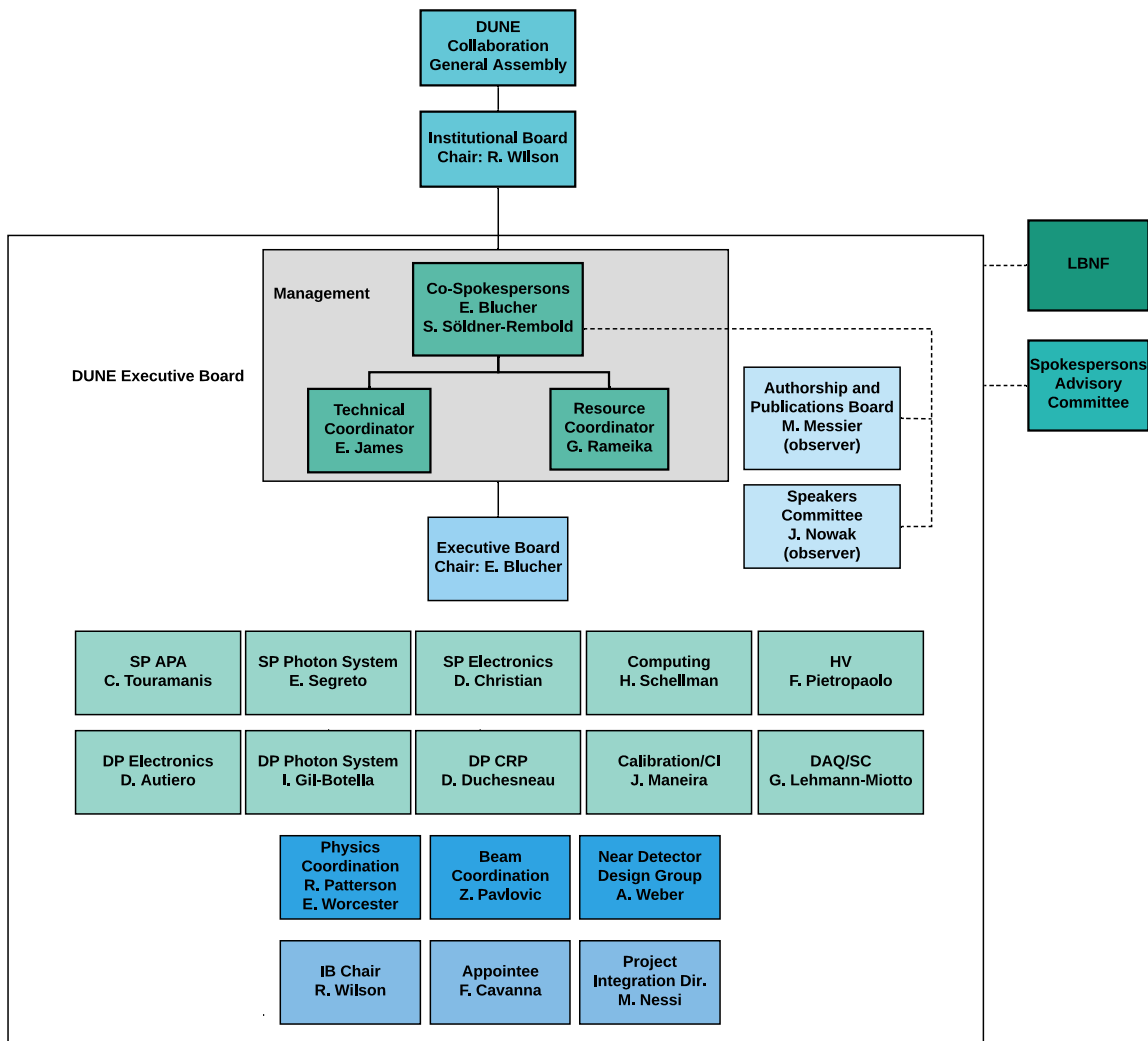 DUNE
Collaboration
General Assembly
Institutional Board
Chair: R. WIlson
LBNF
Management
Co-Spokespersons
E. Blucher
S. Söldner-Rembold
DUNE Executive Board
Spokespersons
Advisory
Committee
Technical
Coordinator
E. James
Resource
Coordinator
G. Rameika
Authorship and
Publications Board
M. Messier
(observer)
Speakers
Committee
J. Nowak
(observer)
Executive Board
Chair: E. Blucher
SP APA
C. Touramanis
SP Photon System
E. Segreto
SP Electronics
D. Christian
Computing
H. Schellman
HV
F. Pietropaolo
DP Electronics
D. Autiero
DP Photon System
I. Gil-Botella
DP CRP
D. Duchesneau
Calibration/CI
J. Maneira
DAQ/SC
G. Lehmann-Miotto
Physics
Coordination
R. Patterson
E. Worcester
Beam
Coordination
Z. Pavlovic
Near Detector
Design Group
A. Weber
IB Chair
R. Wilson
Appointee
F. Cavanna
Project
Integration Dir.
M. Nessi